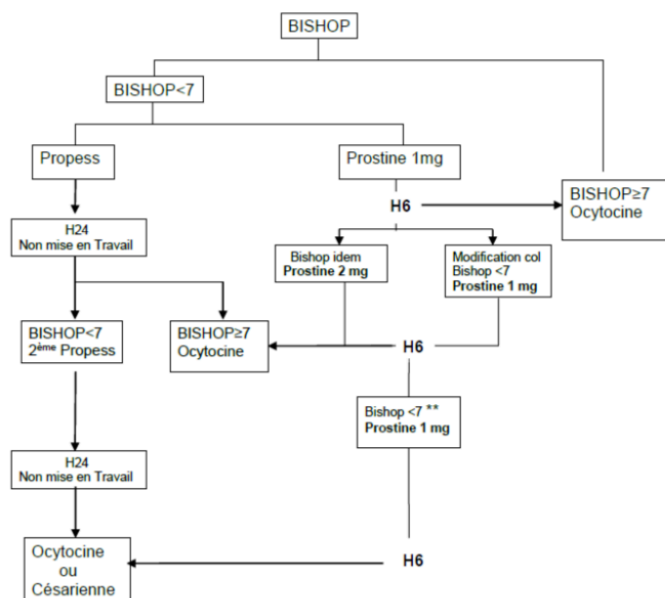 BISHOP
BISHOP<7
Propess
Prostine 1mg
H6
BISHOP≥7
Ocytocine
H24
Non mise en Travail
Bishop idem
Prostine 2 mg
Modification col
Bishop <7
Prostine 1 mg
BISHOP<7
2ème Propess
BISHOP≥7
Ocytocine
H6
Bishop <7 **
Prostine 1 mg
H24
Non mise en Travail
Ocytocine
ou
Césarienne
H6